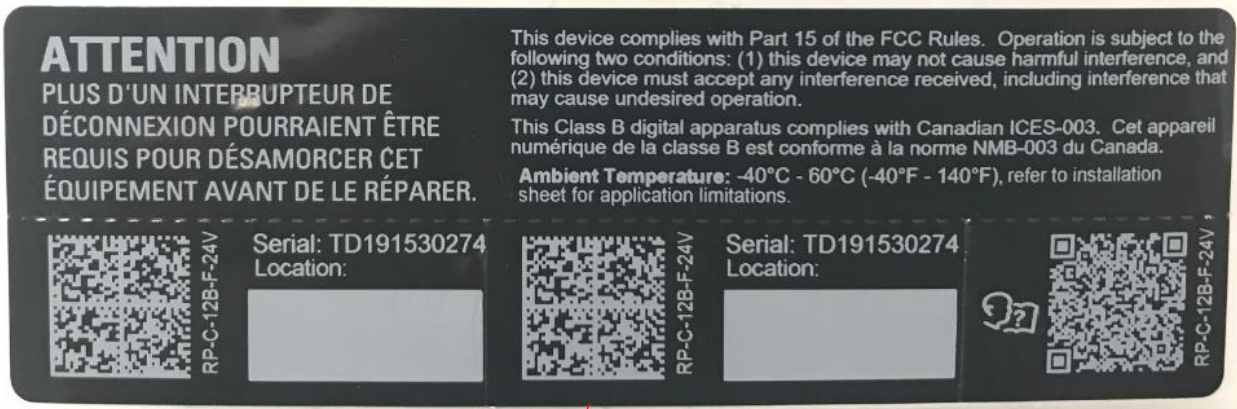 ATTENTION
PLUS D'UN INTERRUPTEUR DE
DÉCONNEXION POURRAIENT ÊTRE
REQUIS POUR DÉSAMORCER CET
ÉQUIPEMENT AVANT DE LE RÉPARER.
This device complies with Part 15 of the FCC Rules. Operation is subject to the
following two conditions: (1) this device may not cause harmful interference, and
(2) this device must accept any interference received, including interference that
may cause undesired operation.
This Class B digital apparatus complies with Canadian ICES-003. Cet appareil
numérique de la classe B est conforme à la norme NMB-003 du Canada.
Ambient Temperature: -40°C - 60°C (-40°F - 140°F), refer to installation
sheet for application limitations.
RP-C-12B-F-24V
Serial: TD191530274
Location:
RP-C-12B-F-24V
Serial: TD191530274
Location:
?
RP-C-12B-F-24V